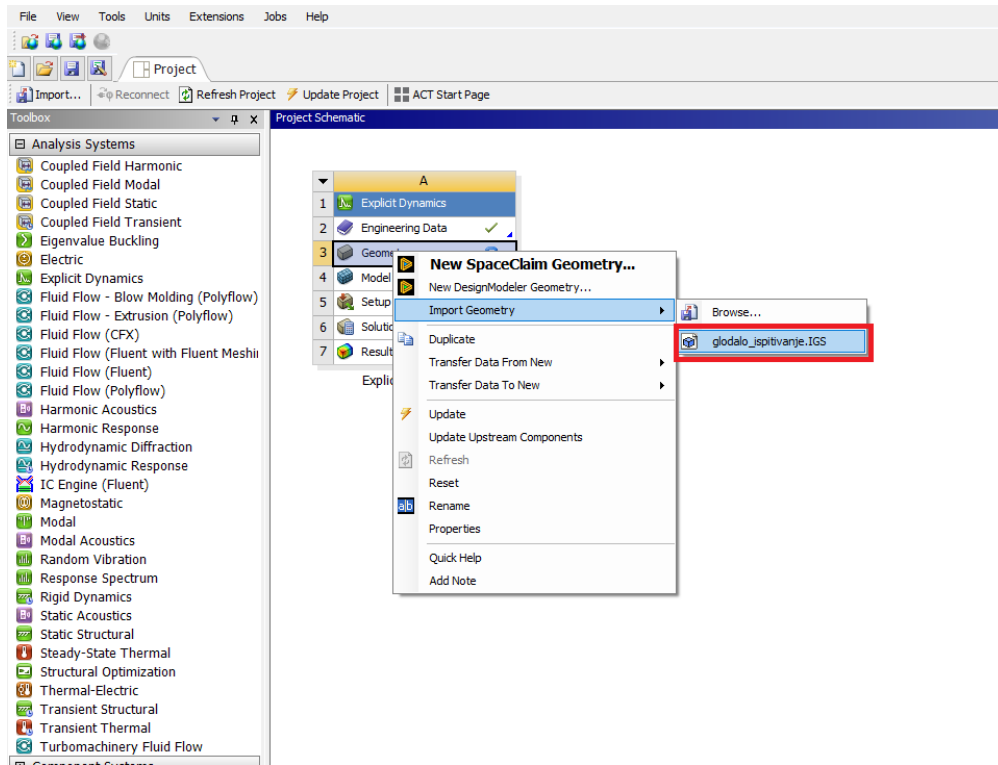 File View Tools Units Extensions Jobs Help
Project
Import... Reconnect Refresh Project Update Project ACT Start Page
Toolbox
Project Schematic
Analysis Systems
Coupled Field Harmonic
Coupled Field Modal
Coupled Field Static
Coupled Field Transient
Eigenvalue Buckling
Electric
Explicit Dynamics
Fluid Flow - Blow Molding (Polyflow)
Fluid Flow - Extrusion (Polyflow)
Fluid Flow (CFX)
Fluid Flow (Fluent with Fluent Meshi
Fluid Flow (Fluent)
Fluid Flow (Polyflow)
Harmonic Acoustics
Harmonic Response
Hydrodynamic Diffraction
Hydrodynamic Response
IC Engine (Fluent)
Magnetostatic
Modal
Modal Acoustics
Random Vibration
Response Spectrum
Rigid Dynamics
Static Acoustics
Static Structural
Steady-State Thermal
Structural Optimization
Thermal-Electric
Transient Structural
Transient Thermal
Turbomachinery Fluid Flow
Component Systems
A
1 Explicit Dynamics
2 Engineering Data
3 Geome
4 Model
5 Setup
6 Solutio
7 Result
Explic
New SpaceClaim Geometry...
New DesignModeler Geometry...
Import Geometry
Duplicate
Transfer Data From New
Transfer Data To New
Update
Update Upstream Components
Refresh
Reset
a|b Rename
Properties
Quick Help
Add Note
Browse...
glodalo_ispitivanje.IGS